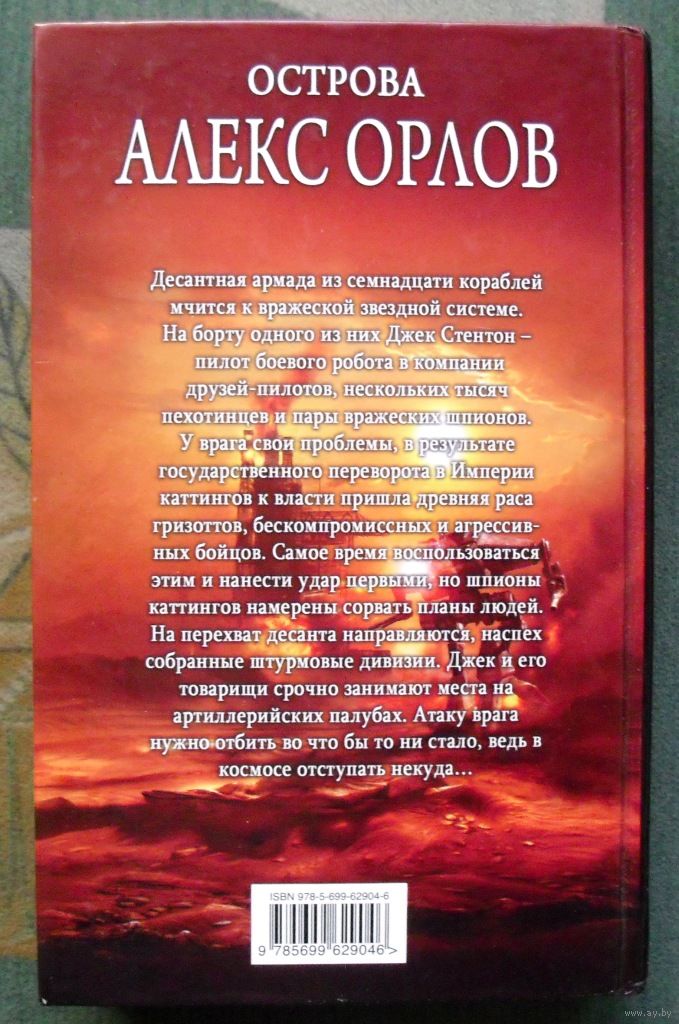 ОСТРОВА
АЛЕКС ОРЛОВ
Десантная армада из семнадцати кораблей
мчится к вражеской звездной системе.
На борту одного из них Джек Стентон –
пилот боевого робота в компании
друзей-пилотов, нескольких тысяч
пехотинцев и пары вражеских шпионов.
У врага свои проблемы, в результате
государственного переворота в Империи
каттингов к власти пришла древняя раса
гризоттов, бескомпромиссных и агрессив-
ных бойцов. Самое время воспользоваться
этим и нанести удар первыми, но шпионы
каттингов намерены сорвать планы людей.
На перехват десанта направляются, наспех
собранные штурмовые дивизии. Джек и его
товарищи срочно занимают места на
артиллерийских палубах. Атаку врага
нужно отбить во что бы то ни стало, ведь в
космосе отступать некуда...
ISBN 978-5-699-62904-6
9 785699 629046 >
www.ay.by